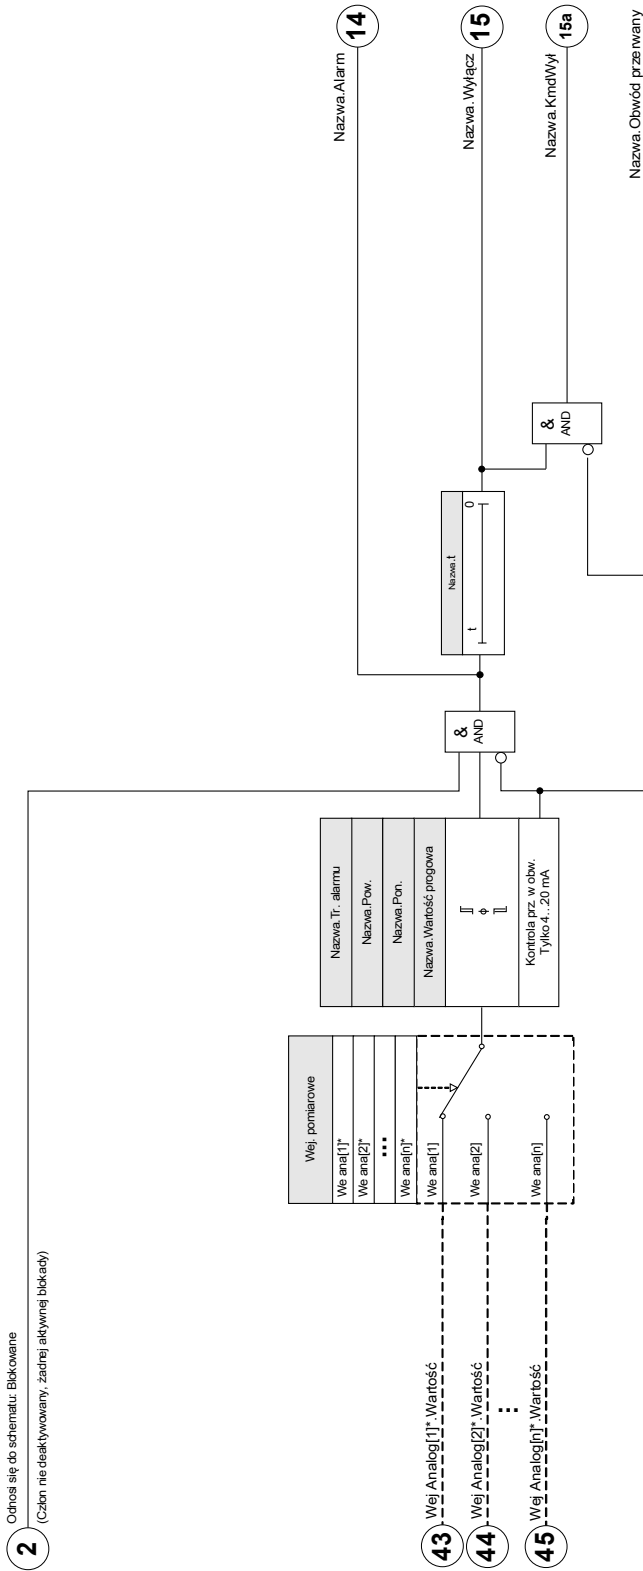 2
Odnosi się do schematu: Blokowane
(Człon nie deaktywowany, żadnej aktywnej blokady)
43
Wej Analog[1]*.Wartość
44
Wej Analog[2]*.Wartość
...
45
Wej Analog[n]*.Wartość
Wej. pomiarowe
We ana[1]*
We ana[2]*
...
We ana[n]*
We ana[1]
We ana[2]
We ana[n]
Nazwa.Tr. alarmu
Nazwa.Pow.
Nazwa.Pon.
Nazwa.Wartość progowa
φ
Kontrola prz. w obw.
Tylko 4...20 mA
&
AND
Nazwa.t
t
0
&
AND
Nazwa.Alarm
14
Nazwa.Wyłącz
15
Nazwa.KmdWył
15a
Nazwa.Obwód przerwany